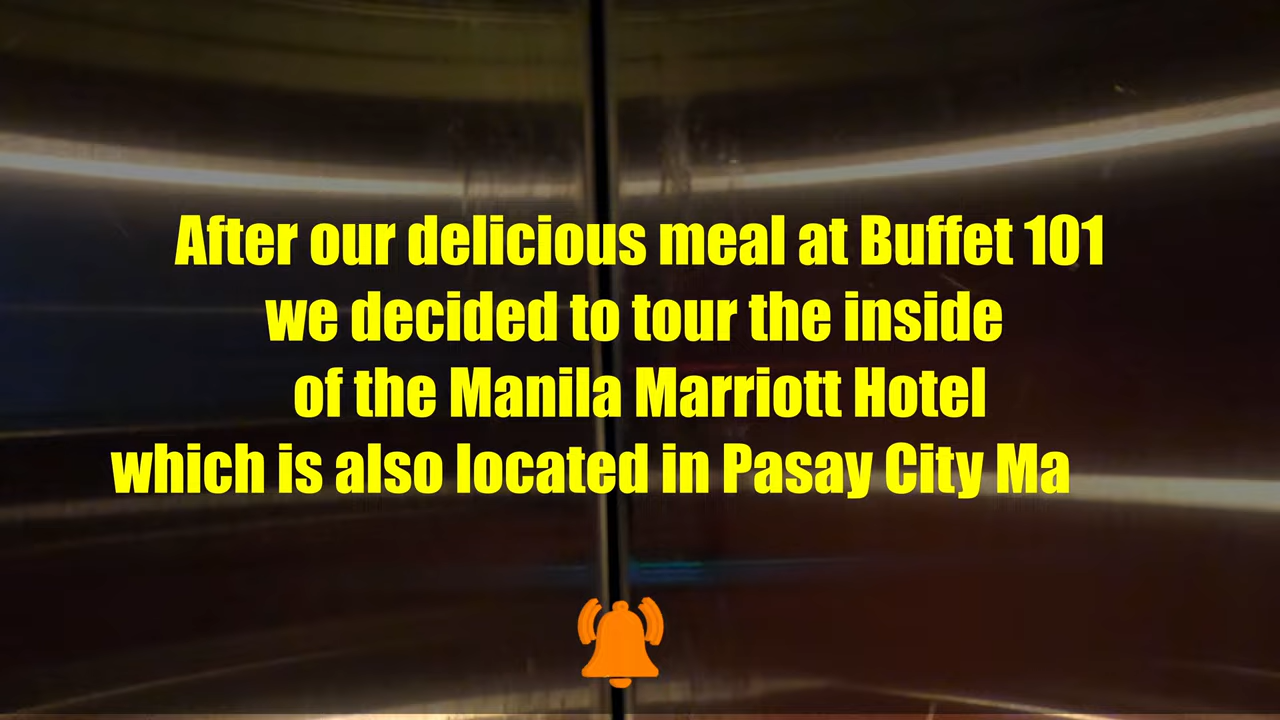 After our delicious meal at Buffet 101
we decided to tour the inside
of the Manila Marriott Hotel
which is also located in Pasay City Ma